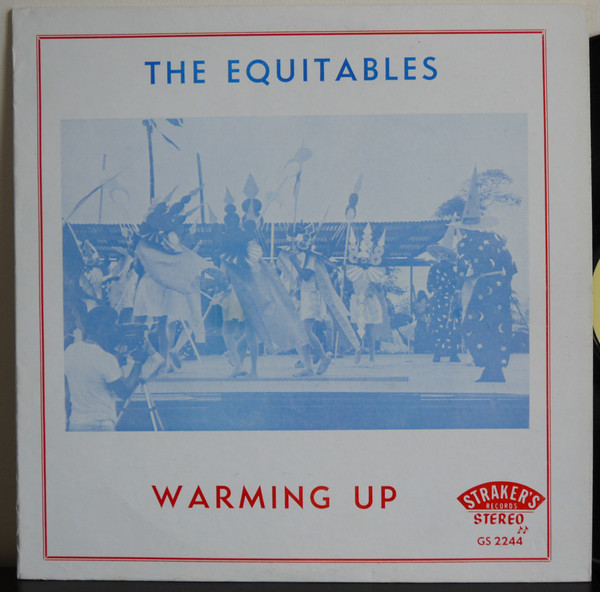 THE EQUITABLES
WARMING UP
STRAKER'S
RECORDS
STEREO
GS 2244